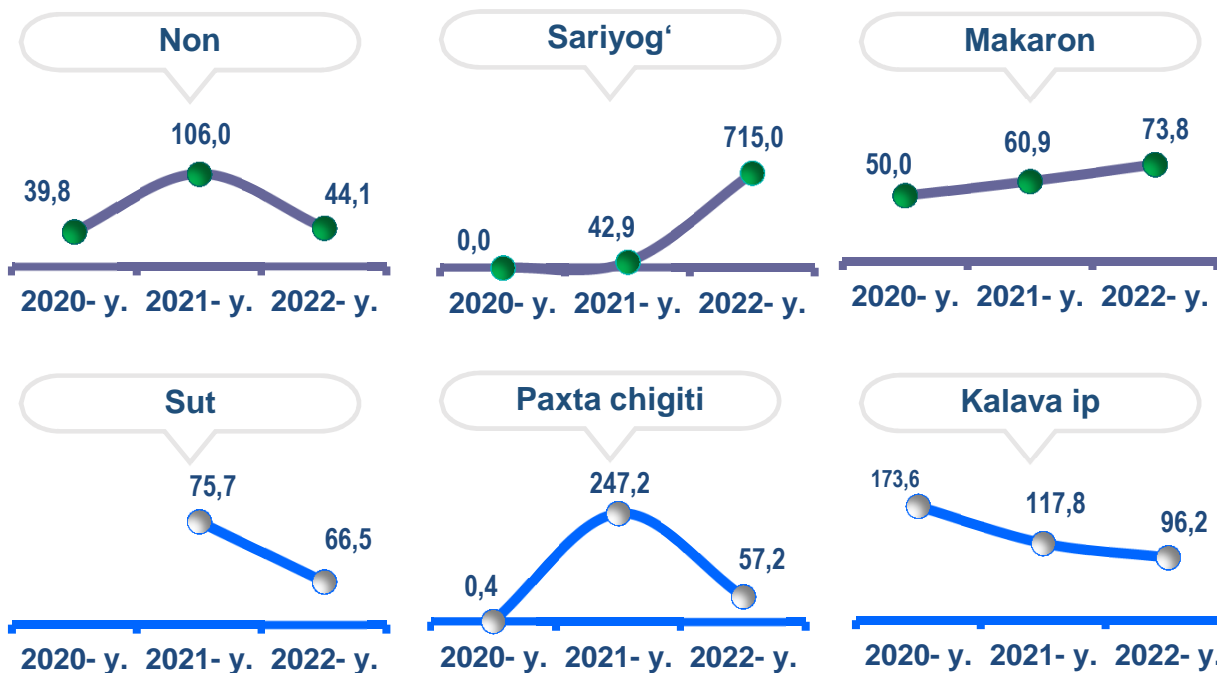 Non
106,0
39,8
44,1
2020- y. 2021- y. 2022- y.
Sariyog‘
715,0
42,9
0,0
2020- y. 2021- y. 2022- y.
Makaron
73,8
60,9
50,0
2020- y. 2021- y. 2022- y.
Sut
75,7
66,5
2020- y. 2021- y. 2022- y.
Paxta chigiti
247,2
57,2
0,4
2020- y. 2021- y. 2022- y.
Kalava ip
173,6
117,8
96,2
2020- y. 2021- y. 2022- y.